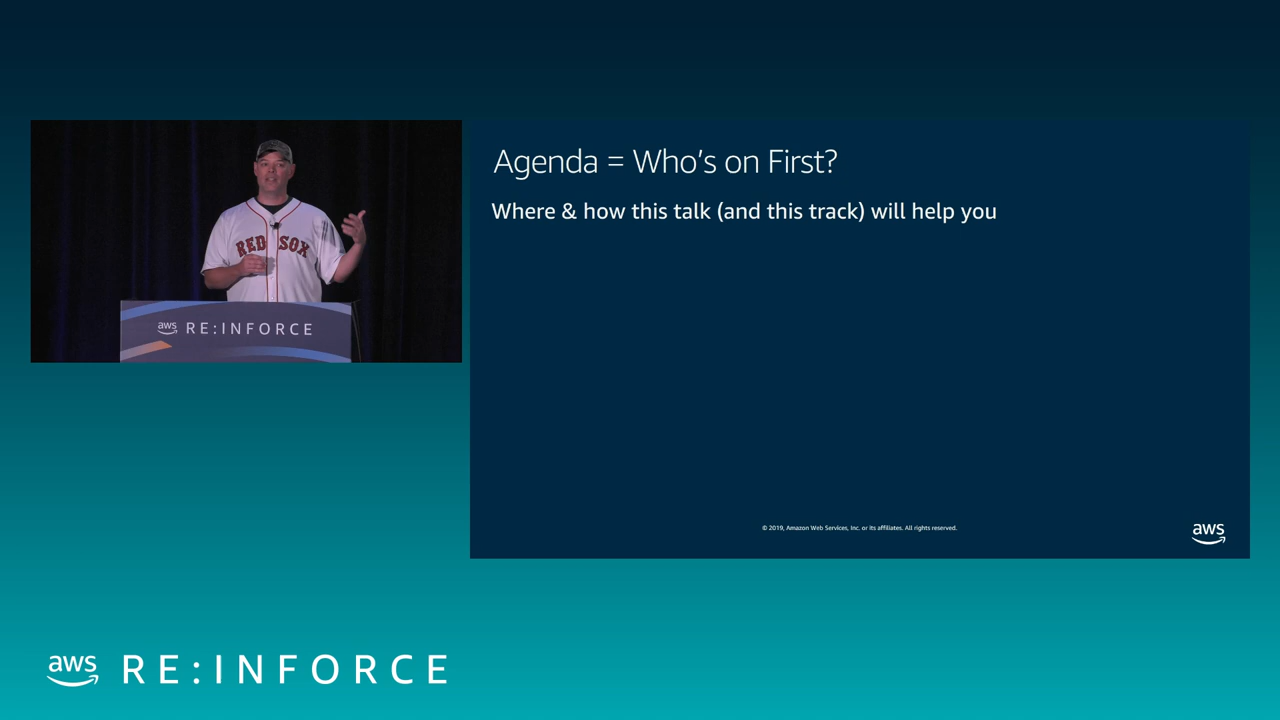 Agenda = Who's on First?
Where & how this talk (and this track) will help you
RED SOX
aws RE:INFORCE
© 2019, Amazon Web Services, Inc. or its affiliates. All rights reserved.
aws
aws RE:INFORCE